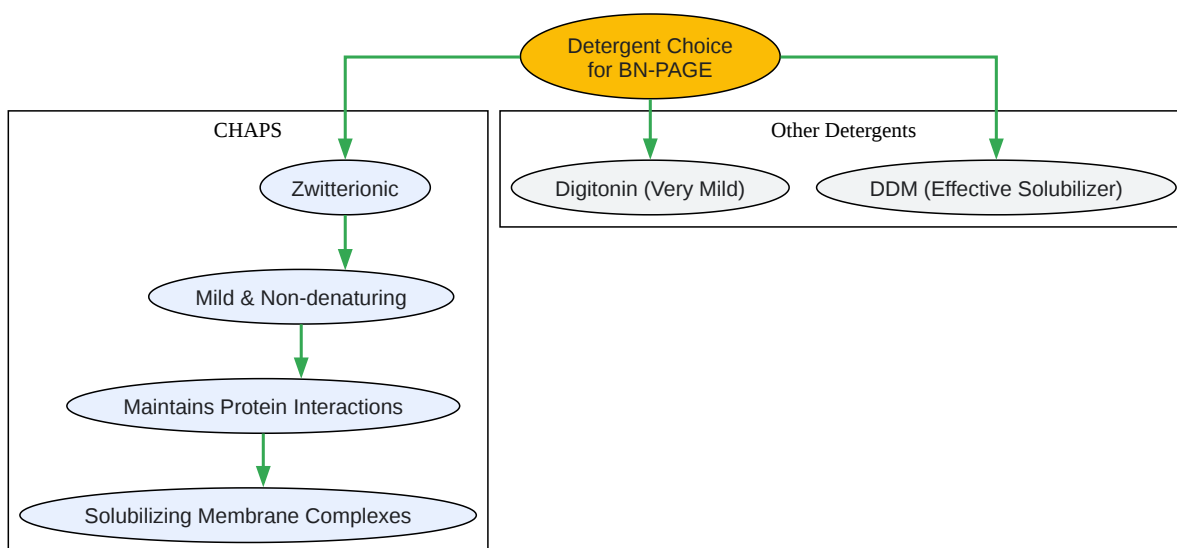 Detergent Choice
for BN-PAGE
CHAPS
Other Detergents
Zwitterionic
Digitonin (Very Mild)
DDM (Effective Solubilizer)
Mild & Non-denaturing
Maintains Protein Interactions
Solubilizing Membrane Complexes